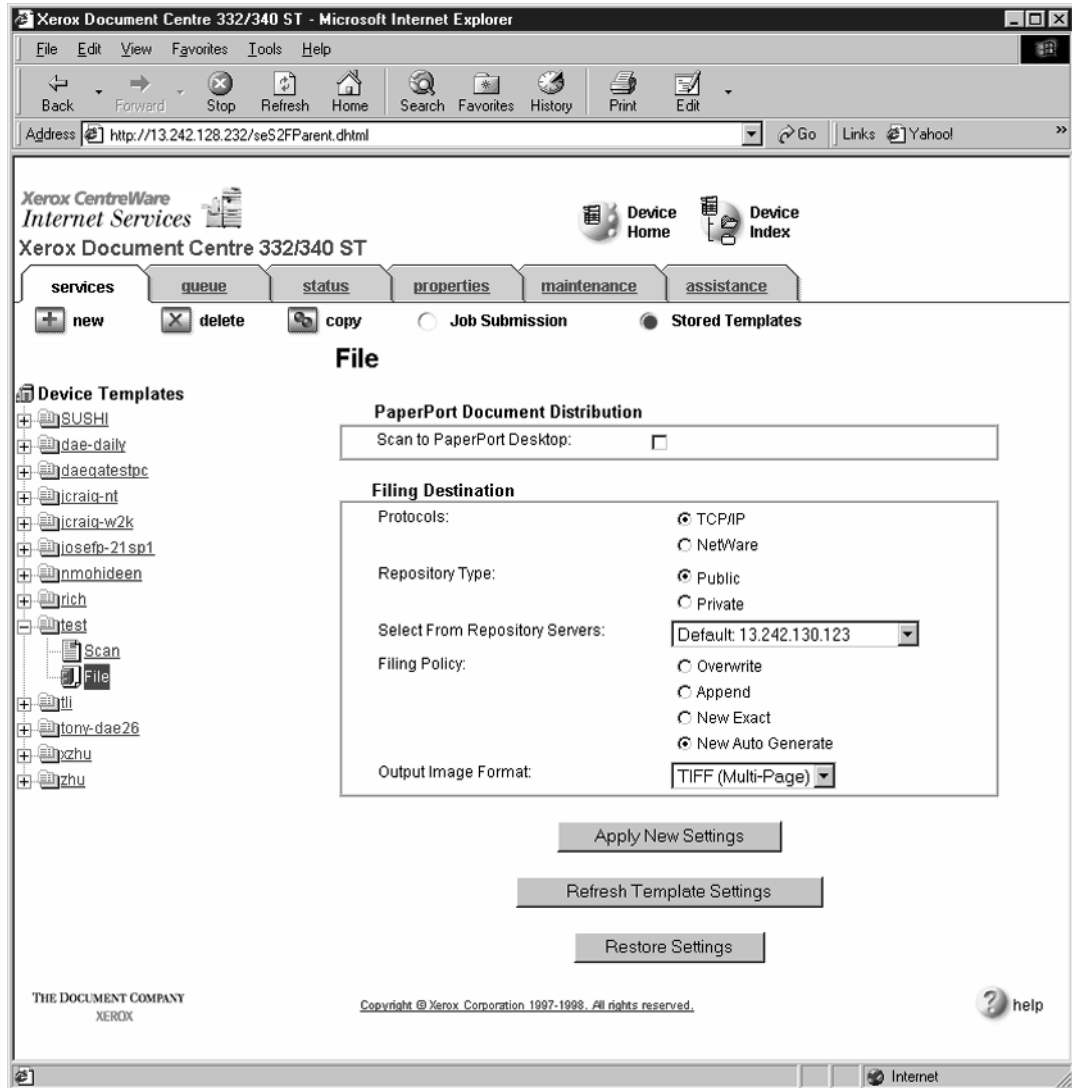 Xerox Document Centre 332/340 ST - Microsoft Internet Explorer
File Edit View Favorites Tools Help
Back Forward Stop Refresh Home Search Favorites History Print Edit
Address http://13.242.128.232/seS2FParent.dhtml Go Links Yahoo! »
Xerox CentreWare
Internet Services
Xerox Document Centre 332/340 ST
Device Home
Device Index
services queue status properties maintenance assistance
new delete copy Job Submission Stored Templates
File
Device Templates
SUSHI
dae-daily
daeqatestpc
jcraig-nt
jcraig-w2k
josefp-21sp1
nmohideen
rich
test
Scan
File
tli
tony-dae26
xzhu
zhu
PaperPort Document Distribution
Scan to PaperPort Desktop:
Filing Destination
Protocols:
TCP/IP
NetWare
Repository Type:
Public
Private
Select From Repository Servers:
Default: 13.242.130.123
Filing Policy:
Overwrite
Append
New Exact
New Auto Generate
Output Image Format:
TIFF (Multi-Page)
Apply New Settings
Refresh Template Settings
Restore Settings
THE DOCUMENT COMPANY
XEROX
Copyright © Xerox Corporation 1997-1998. All rights reserved.
help
Internet